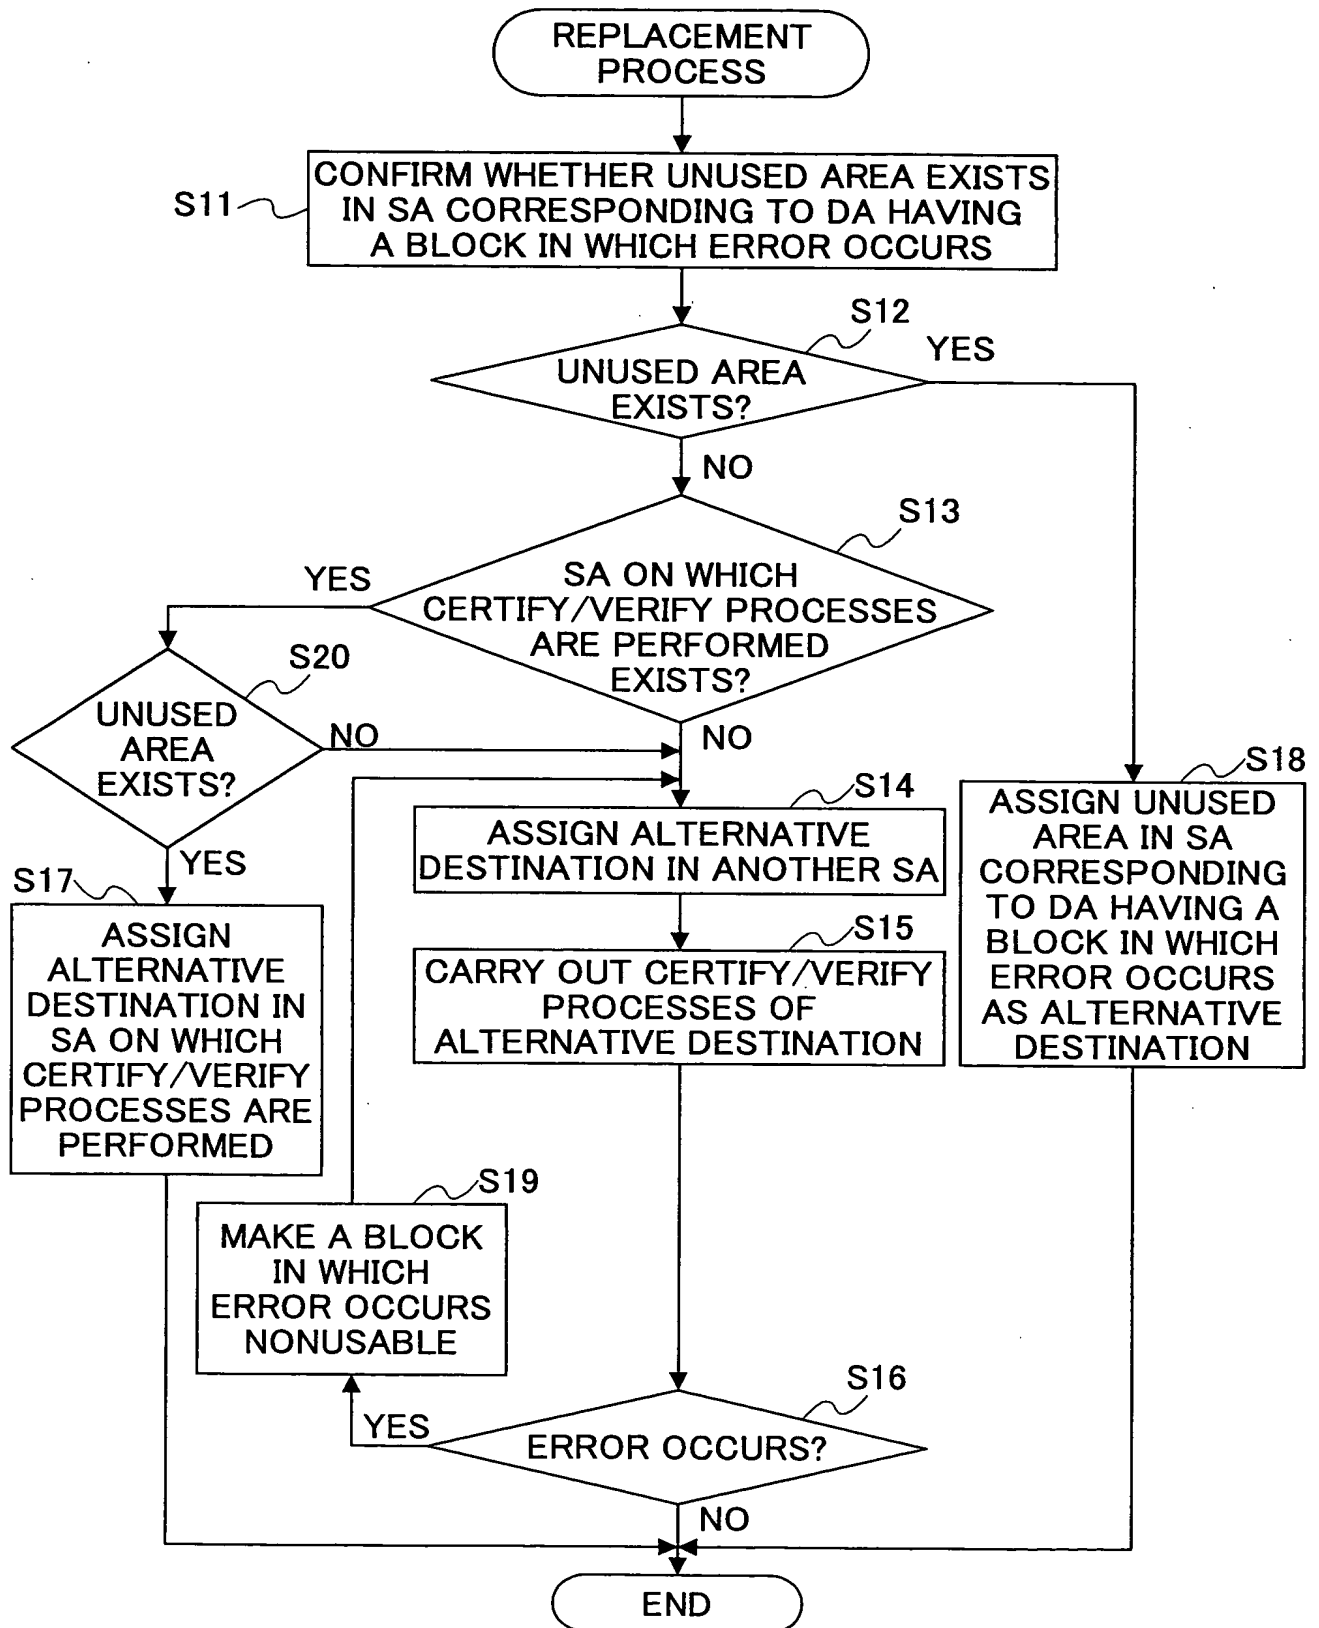 REPLACEMENT
PROCESS
S11
CONFIRM WHETHER UNUSED AREA EXISTS
IN SA CORRESPONDING TO DA HAVING
A BLOCK IN WHICH ERROR OCCURS
S12
UNUSED AREA
EXISTS?
YES
NO
S13
SA ON WHICH
CERTIFY/VERIFY PROCESSES
ARE PERFORMED
EXISTS?
YES
NO
S20
UNUSED
AREA
EXISTS?
NO
YES
S14
ASSIGN ALTERNATIVE
DESTINATION IN ANOTHER SA
S18
ASSIGN UNUSED
AREA IN SA
CORRESPONDING
TO DA HAVING A
BLOCK IN WHICH
ERROR OCCURS
AS ALTERNATIVE
DESTINATION
S17
ASSIGN
ALTERNATIVE
DESTINATION IN
SA ON WHICH
CERTIFY/VERIFY
PROCESSES ARE
PERFORMED
S15
CARRY OUT CERTIFY/VERIFY
PROCESSES OF
ALTERNATIVE DESTINATION
S19
MAKE A BLOCK
IN WHICH
ERROR OCCURS
NONUSABLE
S16
ERROR OCCURS?
YES
NO
END